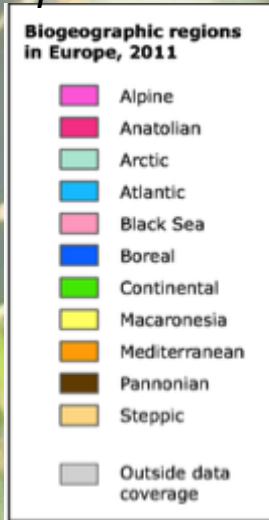 Biogeographic regions
in Europe, 2011
Alpine
Anatolian
Arctic
Atlantic
Black Sea
Boreal
Continental
Macaronesia
Mediterranean
Pannonian
Steppic
Outside data
coverage